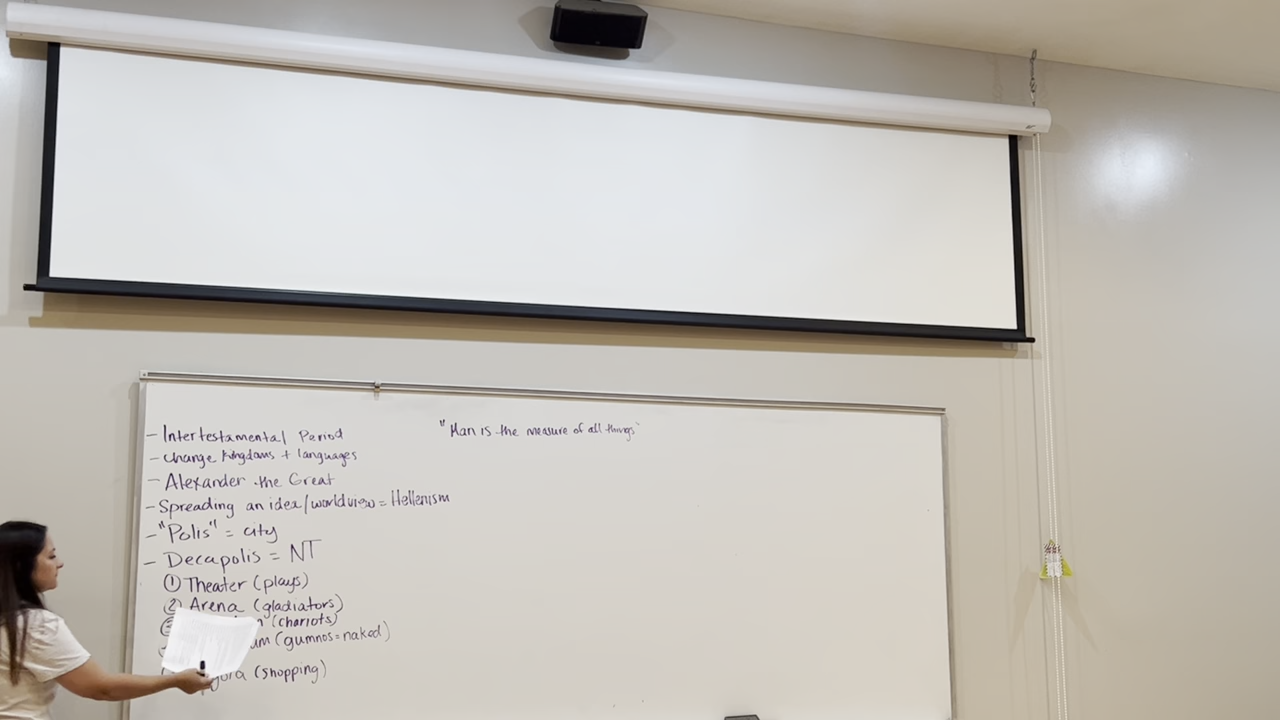 - Intertestamental Period
- Change Kingdoms + languages
- Alexander the Great
- Spreading an idea/worldview = Hellenism
- "Polis" = city
- Decapolis = NT
① Theater (plays)
② Arena (gladiators)
(chariots)
(gumnos=naked)
(shopping)
"Man is the measure of all things"